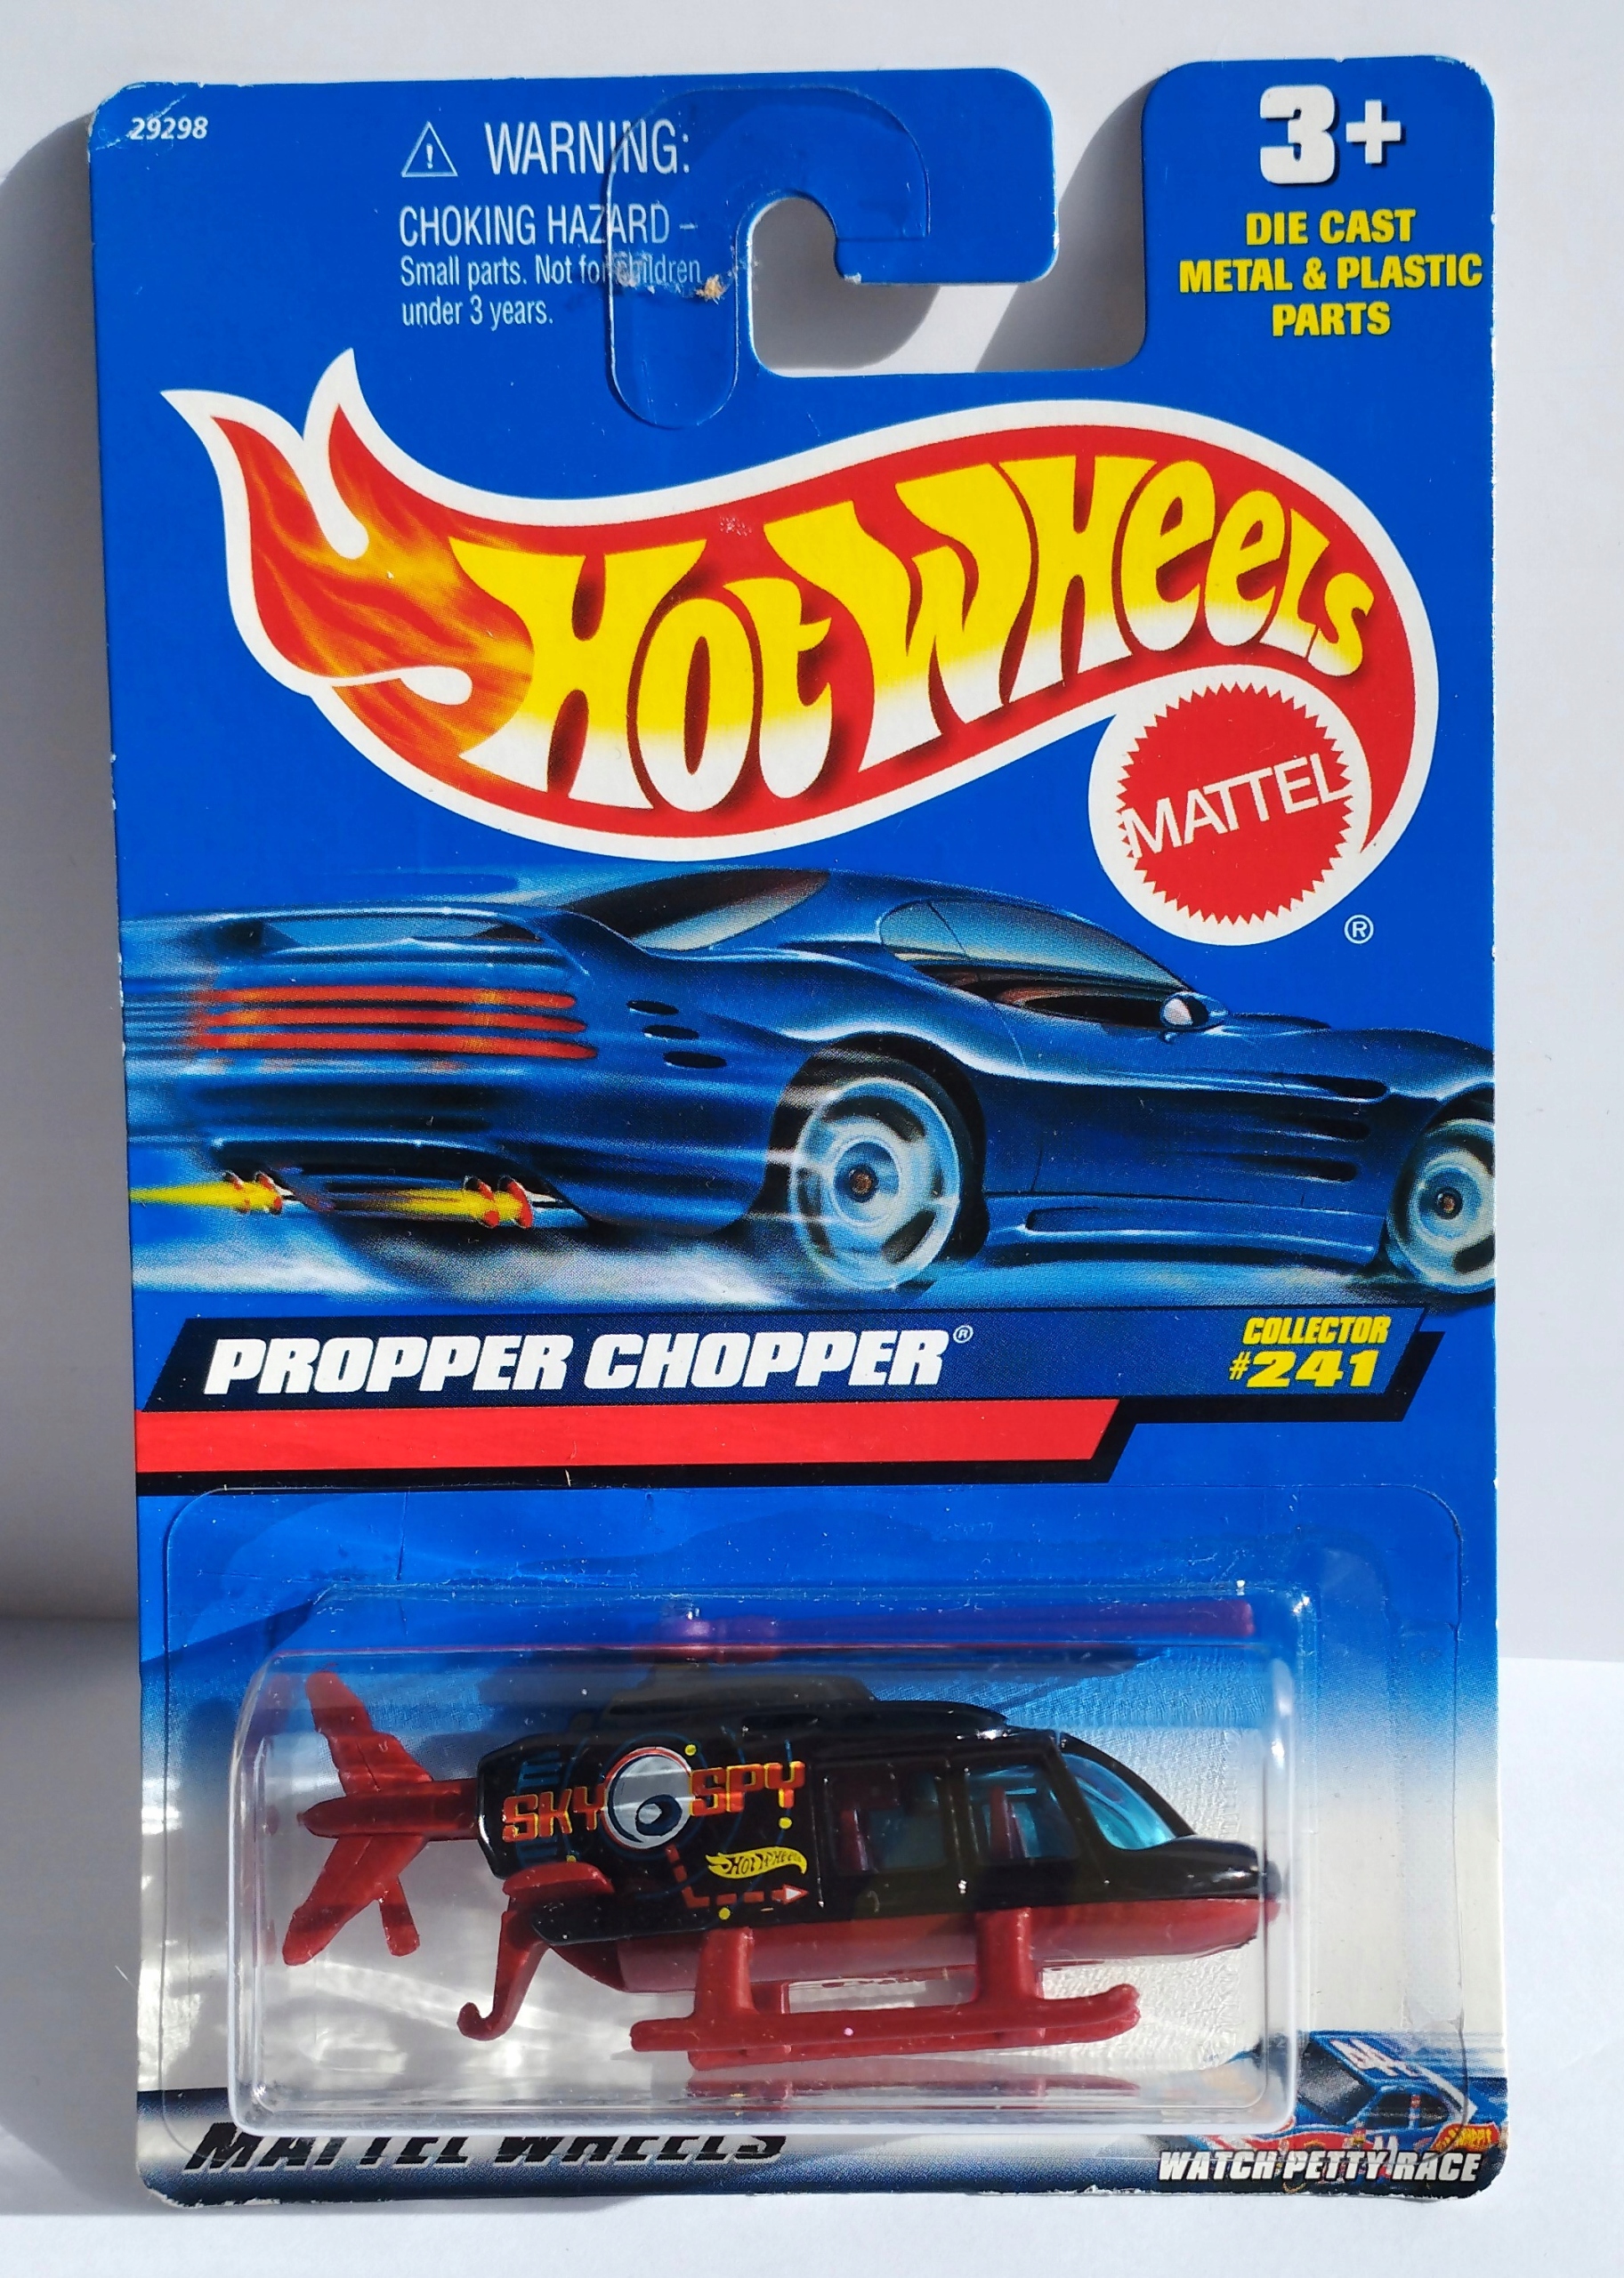 29298
WARNING:
CHOKING HAZARD –
Small parts. Not for children
under 3 years.
3+
DIE CAST
METAL & PLASTIC
PARTS
HOT WHEELS
MATTEL
®
PROPPER CHOPPER®
COLLECTOR
#241
SKY SPY
HOT WHEELS
MATTEL WHEELS
WATCH PETTY RACE